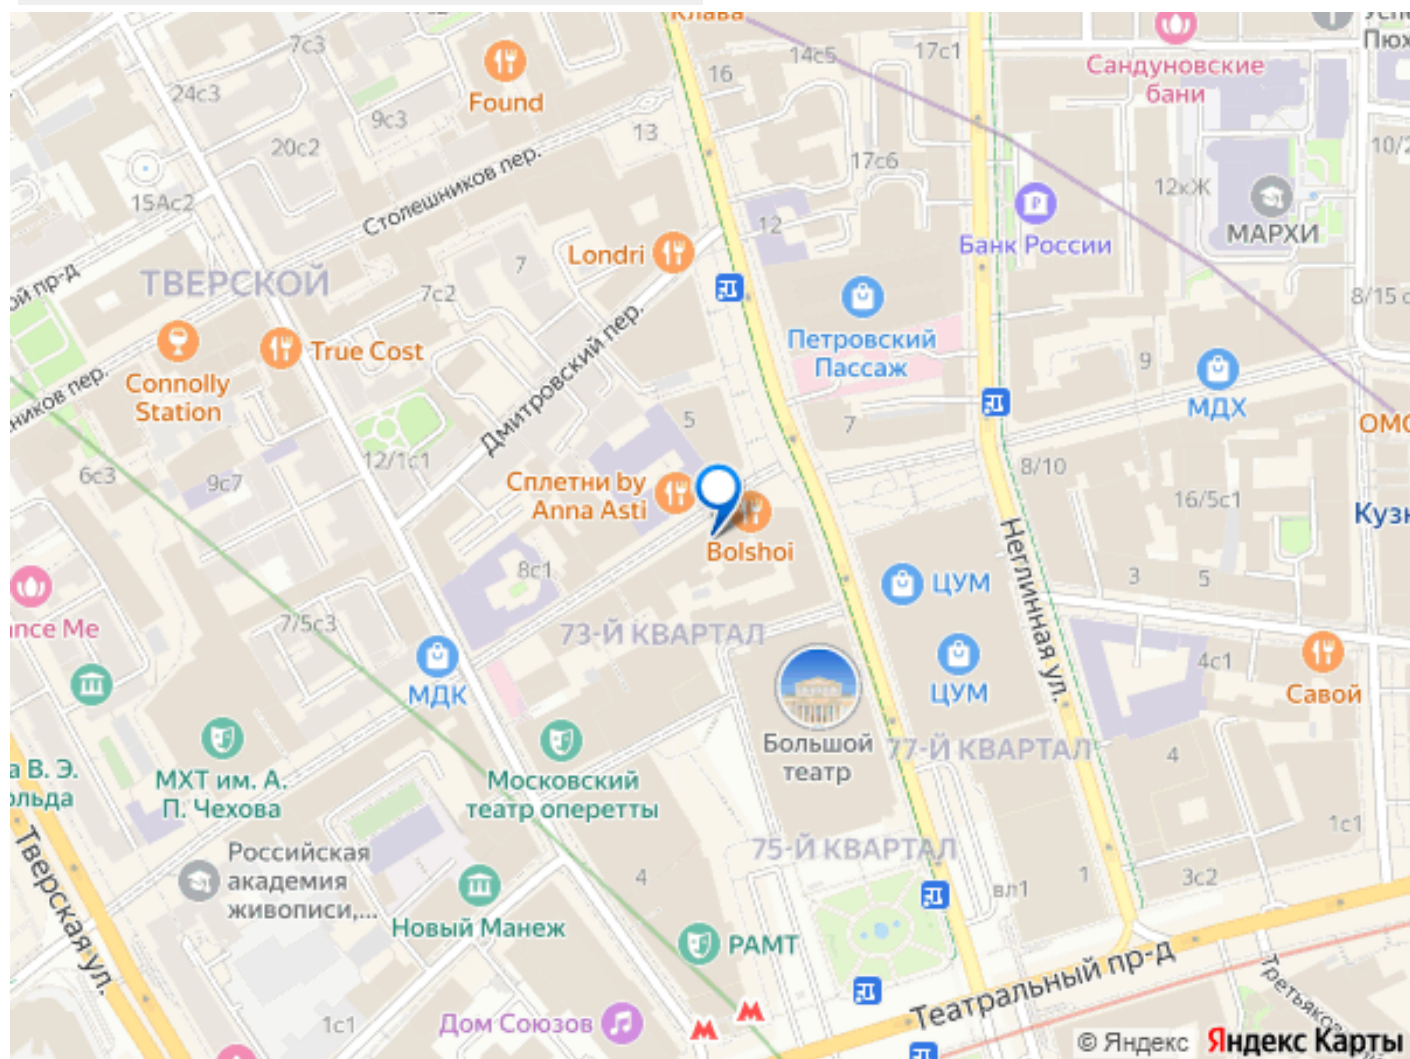 Клава
7с3
14с5
17с1
Сандуновские
бани
16
24с3
Found
9с3
20с2
13
10/2
17с6
12кЖ
15Ас2
Столешников пер.
12
Банк России
МАРХИ
Londri
ТВЕРСКОЙ
7
7с2
8/15 с
Петровский
Пассаж
True Cost
Connolly
Station
Дмитровский пер.
9
МДХ
5
7
12/1с1
6с3
9с7
8/10
Сплетни by
Anna Asti
16/5с1
Bolshoi
8с1
Неглинная ул.
ЦУМ
3
5
7/5с3
73-Й КВАРТАЛ
4с1
МДК
ЦУМ
Савой
Большой
театр
77-Й КВАРТАЛ
4
МХТ им. А.
П. Чехова
Московский
театр оперетты
1с1
75-Й КВАРТАЛ
Российская
академия
живописи,...
Тверская ул.
4
вл1
1
3с2
Новый Манеж
РАМТ
Театральный пр-д
1с1
Дом Союзов
© Яндекс Яндекс Карты